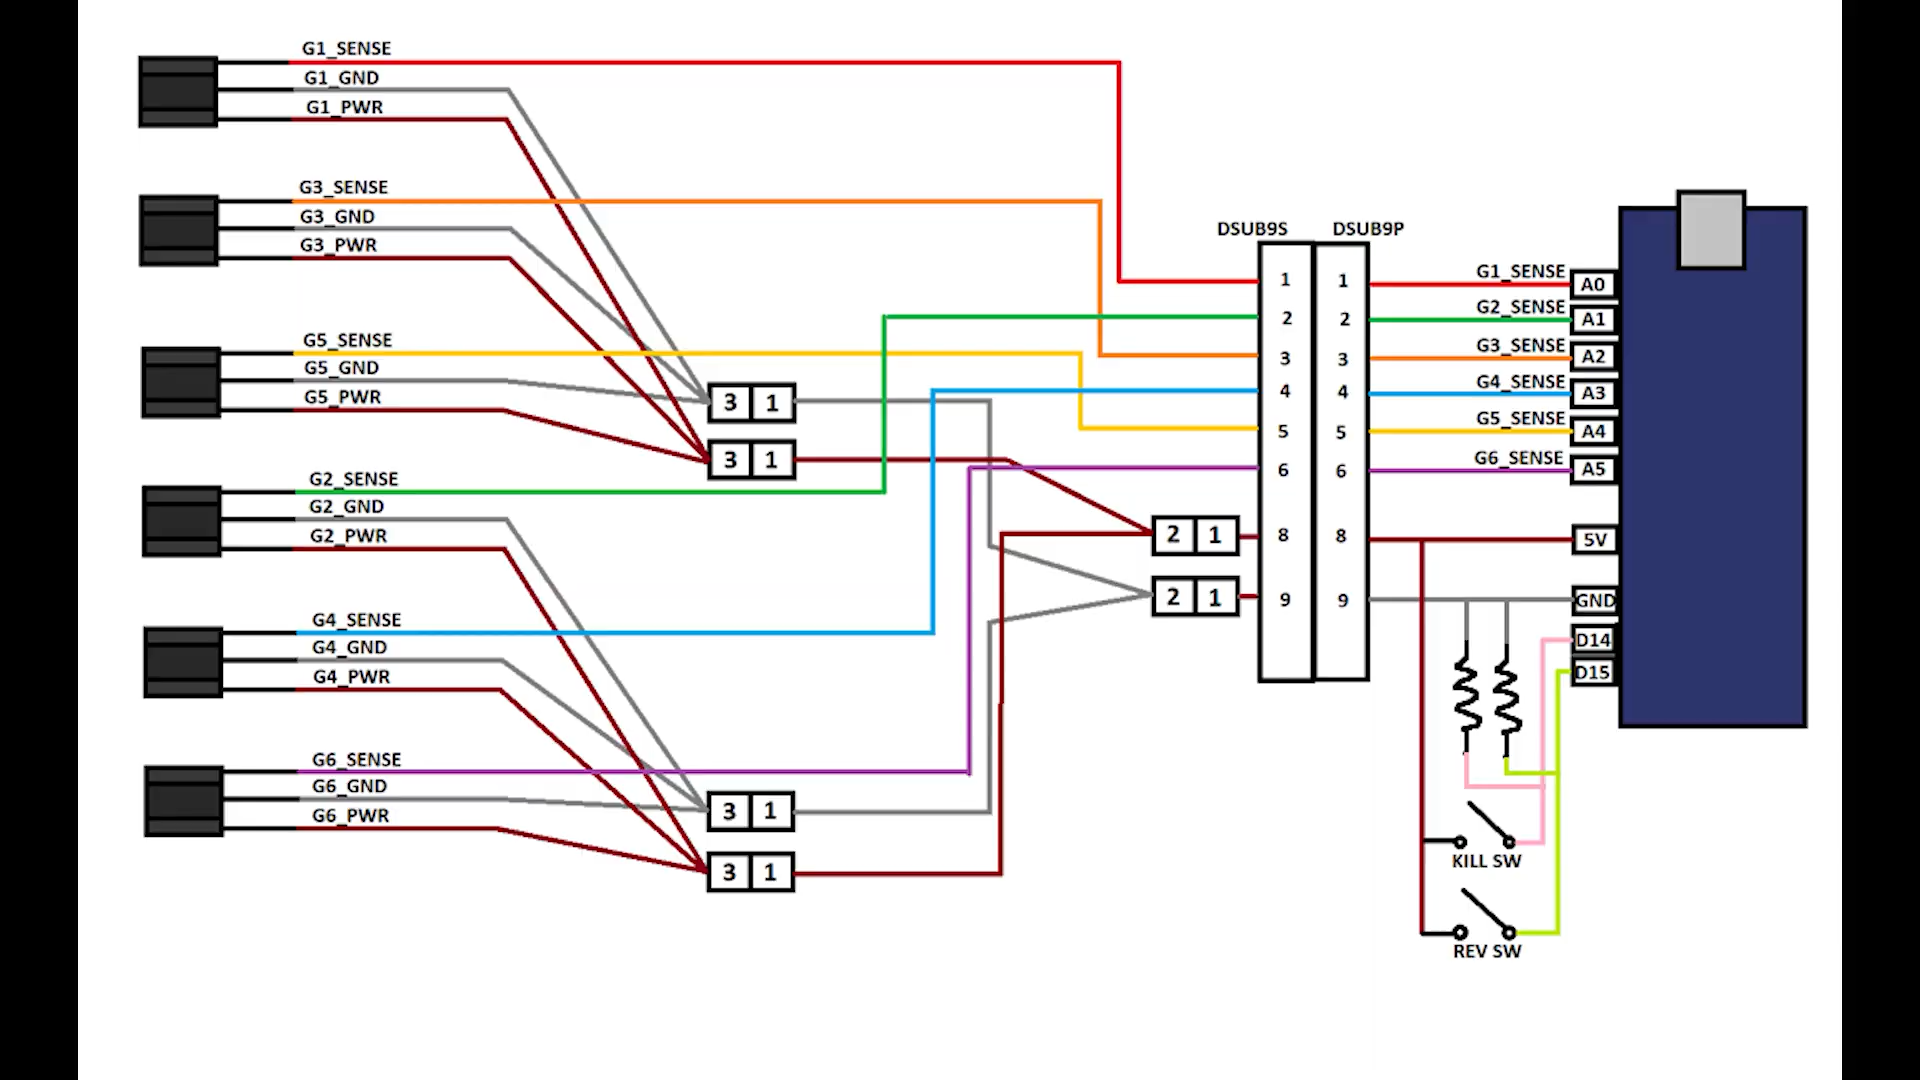 G1_SENSE
G1_GND
G1_PWR
G3_SENSE
G3_GND
G3_PWR
G5_SENSE
G5_GND
G5_PWR
G2_SENSE
G2_GND
G2_PWR
G4_SENSE
G4_GND
G4_PWR
G6_SENSE
G6_GND
G6_PWR
3 1
3 1
3 1
3 1
2 1
2 1
DSUB9S DSUB9P
1 1
2 2
3 3
4 4
5 5
6 6
8 8
9 9
G1_SENSE A0
G2_SENSE A1
G3_SENSE A2
G4_SENSE A3
G5_SENSE A4
G6_SENSE A5
5V
GND
D14
D15
KILL SW
REV SW